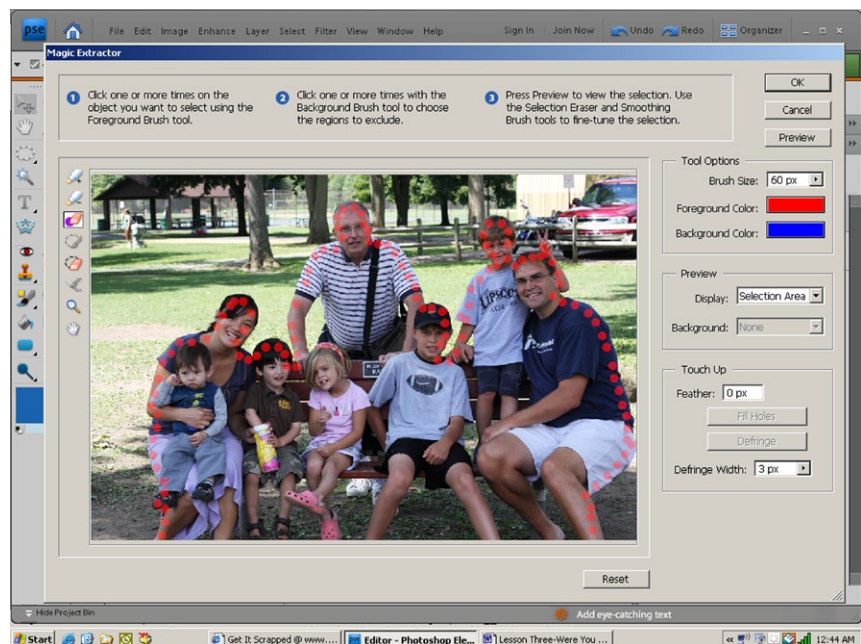 pse File Edit Image Enhance Layer Select Filter View Window Help Sign In Join Now Undo Redo Organizer
Magic Extractor
1 Click one or more times on the
object you want to select using the
Foreground Brush tool.
2 Click one or more times with the
Background Brush tool to choose
the regions to exclude.
3 Press Preview to view the selection. Use
the Selection Eraser and Smoothing
Brush tools to fine-tune the selection.
OK
Cancel
Preview
Tool Options
Brush Size: 60 px
Foreground Color:
Background Color:
Preview
Display: Selection Area
Background: None
Touch Up
Feather: 0 px
Fill Holes
Defringe
Defringe Width: 3 px
T
Reset
Hide Project Bin
Add eye-catching text
Start Get It Scrapped @ www.... pse Editor - Photoshop Ele... Lesson Three-Were You ... 12:44 AM